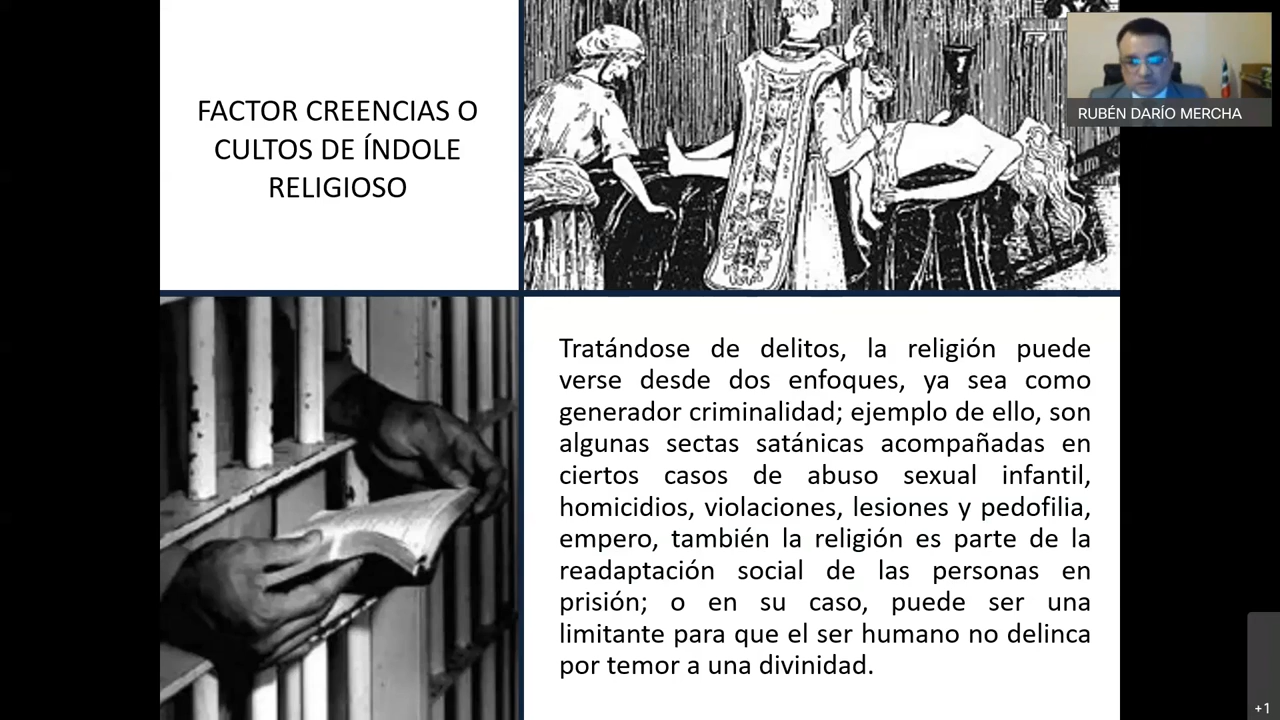 FACTOR CREENCIAS O
CULTOS DE ÍNDOLE
RELIGIOSO
RUBÉN DARÍO MERCHA
Tratándose de delitos, la religión puede
verse desde dos enfoques, ya sea como
generador criminalidad; ejemplo de ello, son
algunas sectas satánicas acompañadas en
ciertos casos de abuso sexual infantil,
homicidios, violaciones, lesiones y pedofilia,
empero, también la religión es parte de la
readaptación social de las personas en
prisión; o en su caso, puede ser una
limitante para que el ser humano no delinca
por temor a una divinidad.
+1